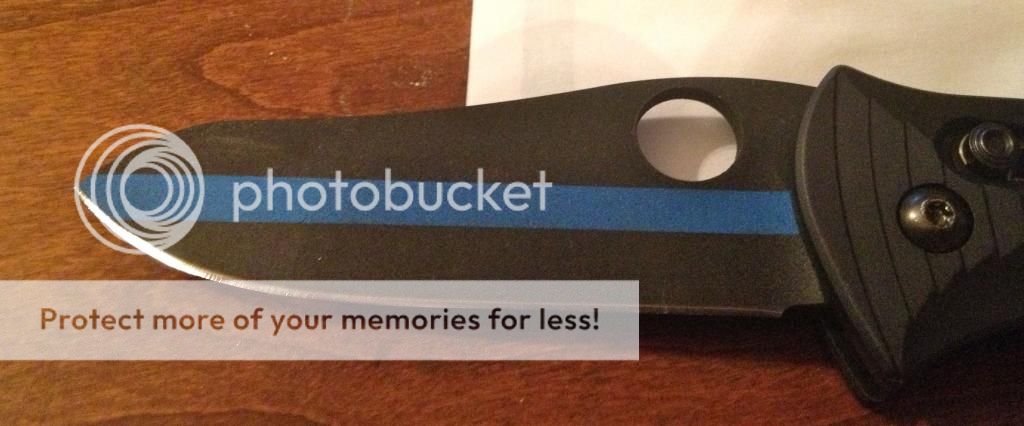 photobucket
Protect more of your memories for less!